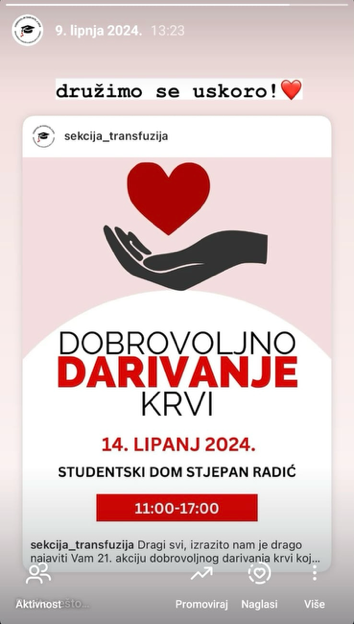 9. lipnja 2024. 13:23
družimo se uskoro!❤️
sekcija_transfuzija
DOBROVOLJNO
DARIVANJE
KRVI
14. LIPANJ 2024.
STUDENTSKI DOM STJEPAN RADIĆ
11:00-17:00
sekcija_transfuzija Dragi svi, izrazito nam je drago
najaviti Vam 21. akciju dobrovoljnog darivanja krvi koj...
Aktivnost Promoviraj Naglasi Više